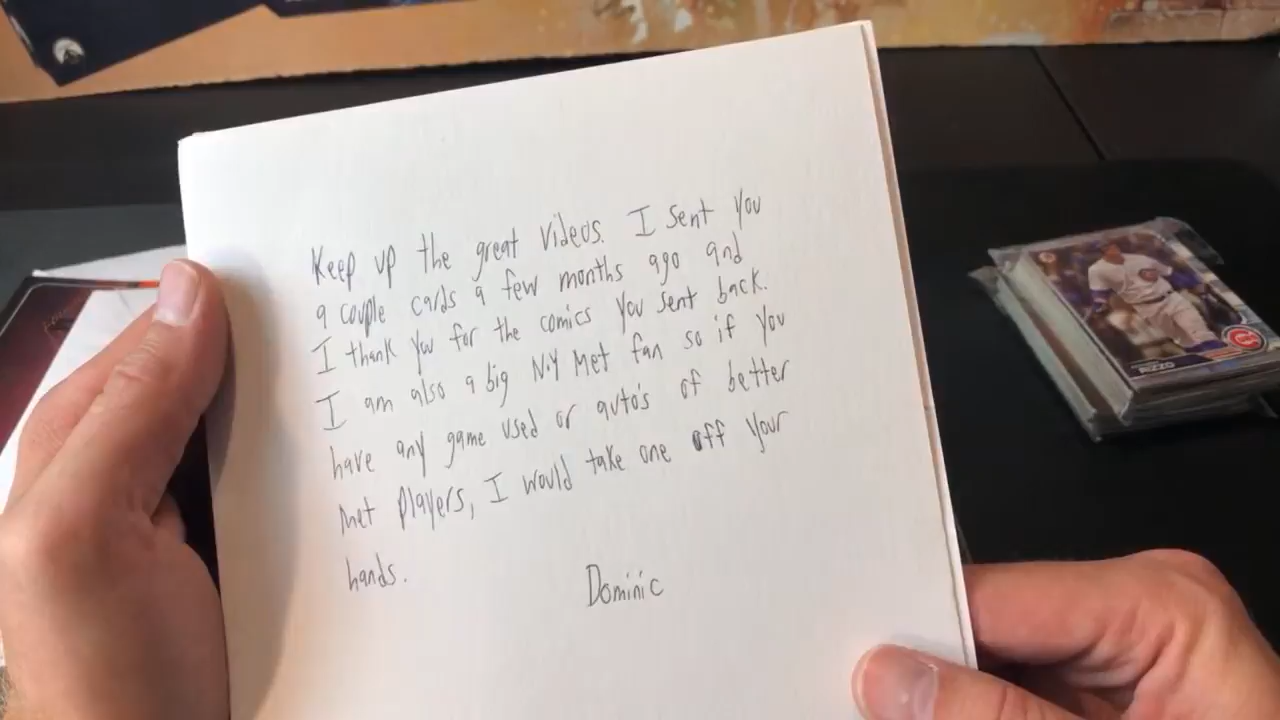 Keep up the great videos. I sent you
a couple cards a few months ago and
I thank you for the comics you sent back.
I am also a big N.Y Met fan so if you
have any game used or auto's of better
met players, I would take one off your
hands.
Dominic
RIZZO